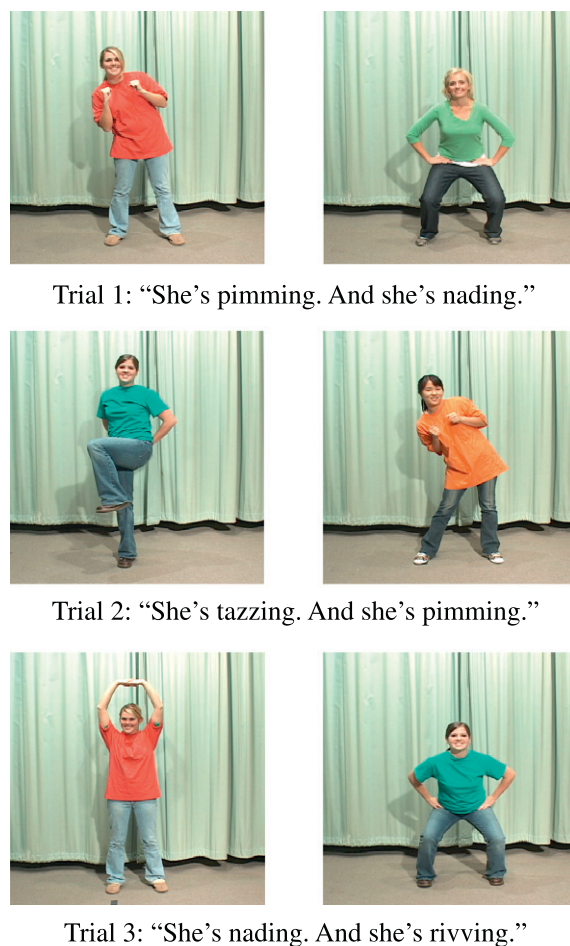 Trial 1: “She’s pimming. And she’s nading.”
Trial 2: “She’s tazzing. And she’s pimming.”
Trial 3: “She’s nading. And she’s rivving.”